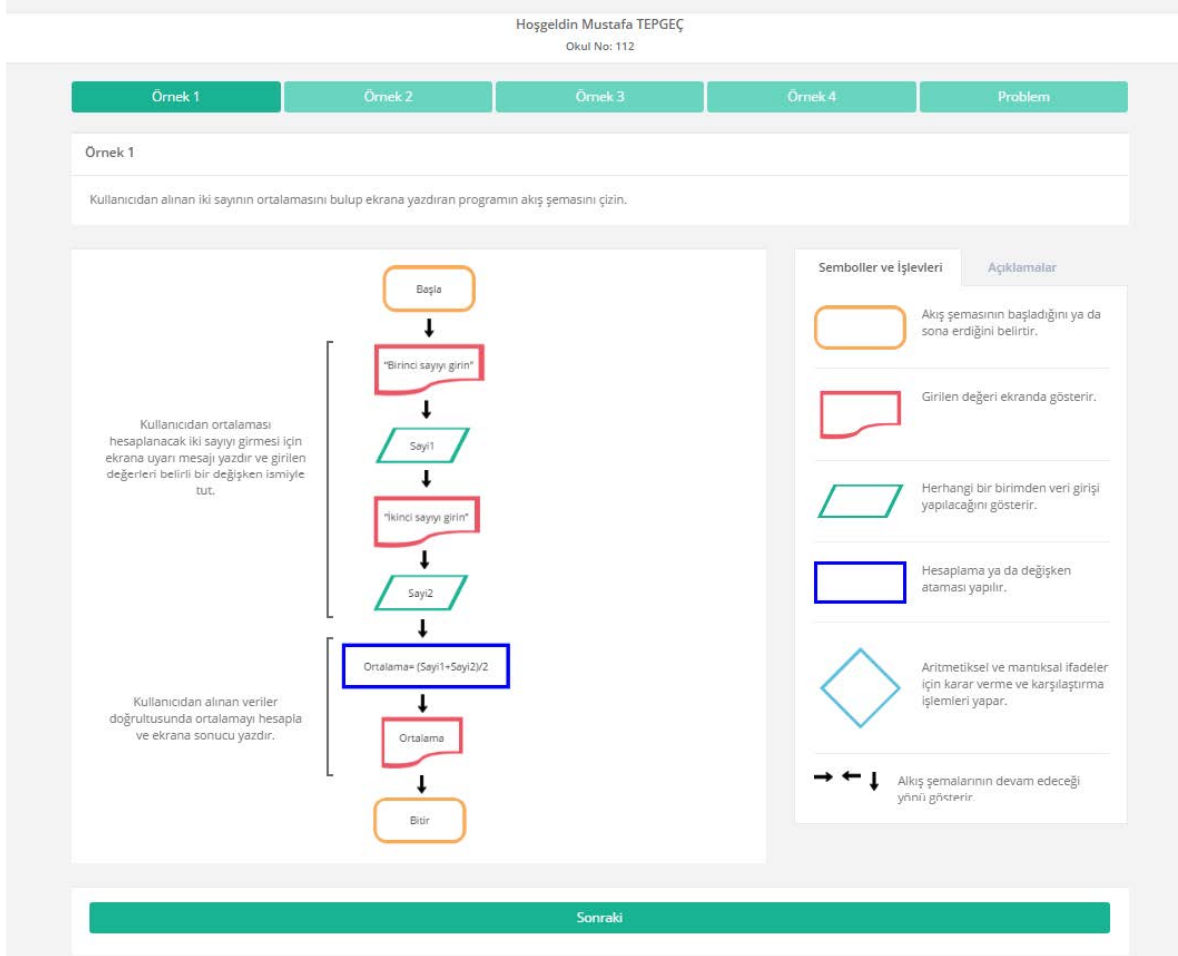 Hoşgeldin Mustafa TEPGEÇ
Okul No: 112
Örnek 1
Örnek 2
Örnek 3
Örnek 4
Problem
Örnek 1
Kullanıcıdan alınan iki sayının ortalamasını bulup ekrana yazdıran programın akış şemasını çizin.
Başla
"Birinci sayıyı girin"
Sayi1
"İkinci sayıyı girin"
Sayi2
Ortalama= (Sayi1+Sayi2)/2
Ortalama
Bitir
Kullanıcıdan ortalaması
hesaplanacak iki sayıyı girmesi için
ekrana uyarı mesajı yazdır ve girilen
değerleri belirli bir değişken ismiyle
tut.
Kullanıcıdan alınan veriler
doğrultusunda ortalamayı hesapla
ve ekrana sonucu yazdır.
Semboller ve İşlevleri
Açıklamalar
Akış şemasının başladığını ya da
sona erdiğini belirtir.
Girilen değeri ekranda gösterir.
Herhangi bir birimden veri girişi
yapılacağını gösterir.
Hesaplama ya da değişken
ataması yapılır.
Aritmetiksel ve mantıksal ifadeler
için karar verme ve karşılaştırma
işlemleri yapar.
Alkış şemalarının devam edeceği
yönü gösterir.
Sonraki